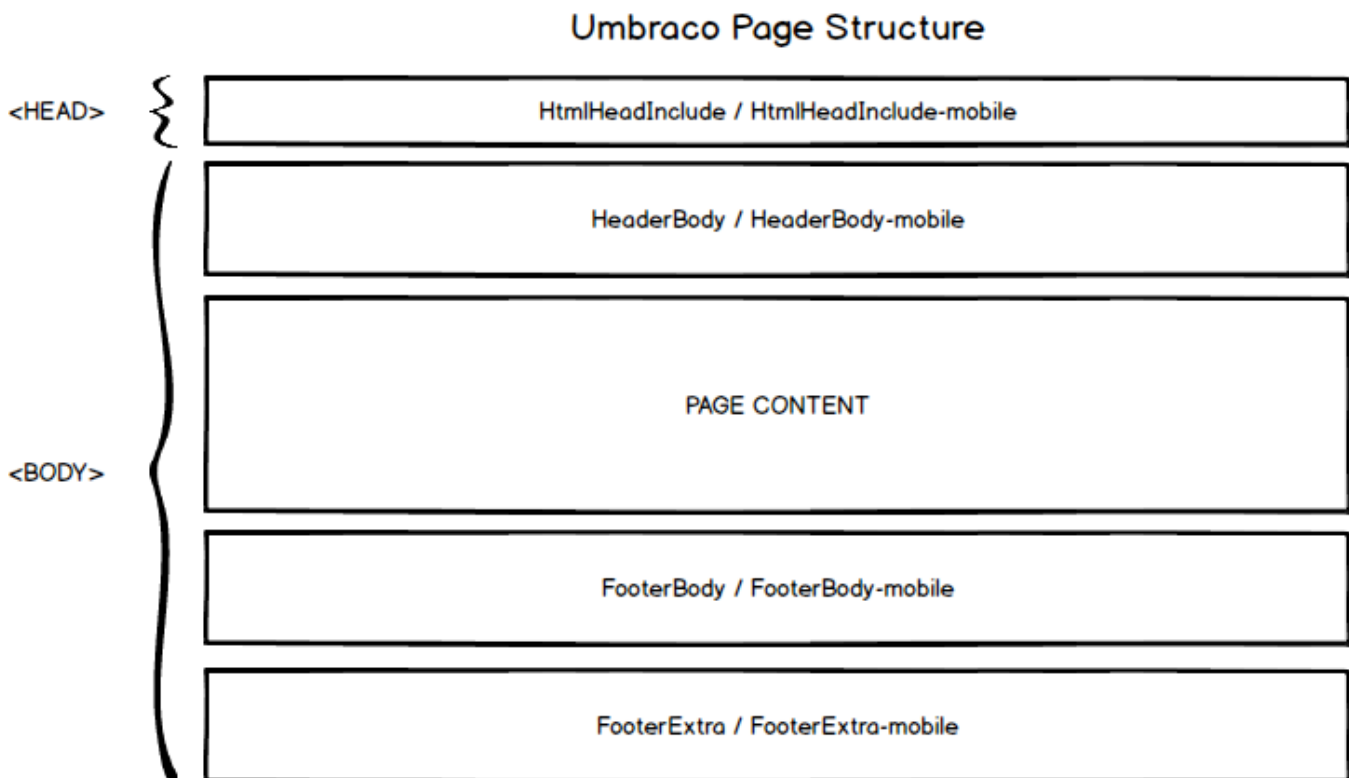 Umbraco Page Structure
<HEAD>
HtmlHeadInclude / HtmlHeadInclude-mobile
HeaderBody / HeaderBody-mobile
PAGE CONTENT
<BODY>
FooterBody / FooterBody-mobile
FooterExtra / FooterExtra-mobile